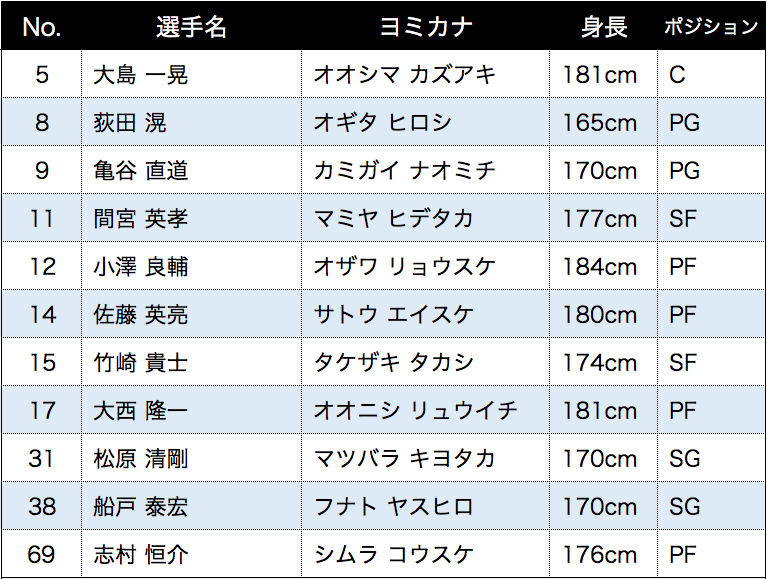 No. 選手名 ヨミカナ 身長 ポジション
5 大島 一晃 オオシマ カズアキ 181cm C
8 荻田 滉 オギタ ヒロシ 165cm PG
9 亀谷 直道 カミガイ ナオミチ 170cm PG
11 間宮 英孝 マミヤ ヒデタカ 177cm SF
12 小澤 良輔 オザワ リョウスケ 184cm PF
14 佐藤 英亮 サトウ エイスケ 180cm PF
15 竹崎 貴士 タケザキ タカシ 174cm SF
17 大西 隆一 オオニシ リュウイチ 181cm PF
31 松原 清剛 マツバラ キヨタカ 170cm SG
38 船戸 泰宏 フナト ヤスヒロ 170cm SG
69 志村 恒介 シムラ コウスケ 176cm PF